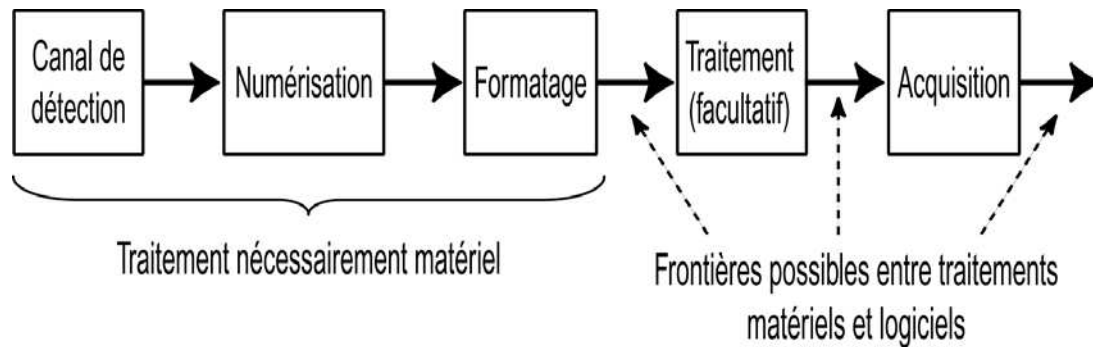 Canal de
détection
Numérisation
Formatage
Traitement
(facultatif)
Acquisition
Traitement nécessairement matériel
Frontières possibles entre traitements
matériels et logiciels